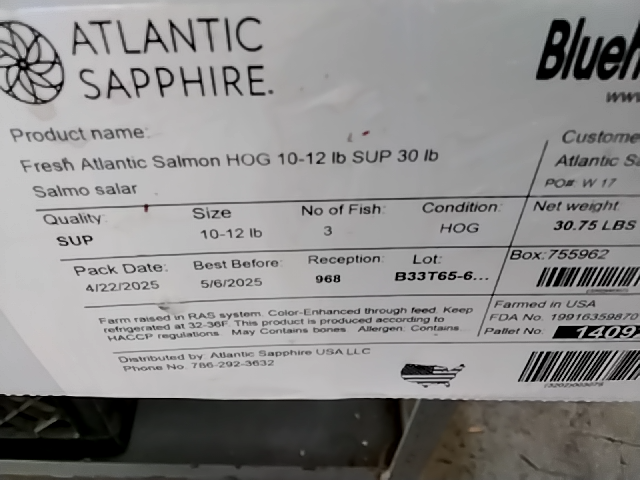 ATLANTIC
SAPPHIRE.
Blueh
www
Product name:
Fresh Atlantic Salmon HOG 10-12 lb SUP 30 lb
Salmo salar
Custome
Atlantic Sa
PO# W 17
Quality:
SUP
Size
10-12 lb
No of Fish:
3
Condition:
HOG
Net weight
30.75 LBS
Pack Date:
4/22/2025
Best Before:
5/6/2025
Reception:
968
Lot:
B33T65-6...
Box:755962
Farm raised in RAS system. Color-Enhanced through feed. Keep
refrigerated at 32-36F. This product is produced according to
HACCP regulations. May Contains bones. Allergen: Contains.
Farmed in USA
FDA No. 19916359870
Pallet No. 1409
Distributed by: Atlantic Sapphire USA LLC
Phone No. 786-292-3632